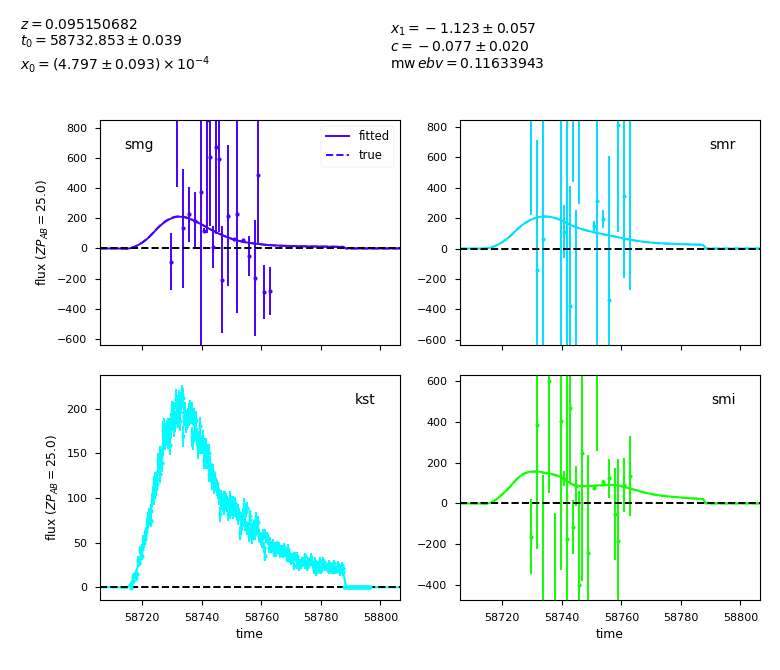 z = 0.095150682
t₀ = 58732.853 ± 0.039
x₀ = (4.797 ± 0.093) × 10⁻⁴
x₁ = −1.123 ± 0.057
c = −0.077 ± 0.020
mw ebv = 0.11633943
800
600
400
200
0
−200
−400
−600
flux (ZP_AB = 25.0)
smg
fitted
true
800
600
400
200
0
−200
−400
−600
smr
200
150
100
50
0
flux (ZP_AB = 25.0)
kst
58720 58740 58760 58780 58800
time
600
400
200
0
−200
−400
smi
58720 58740 58760 58780 58800
time